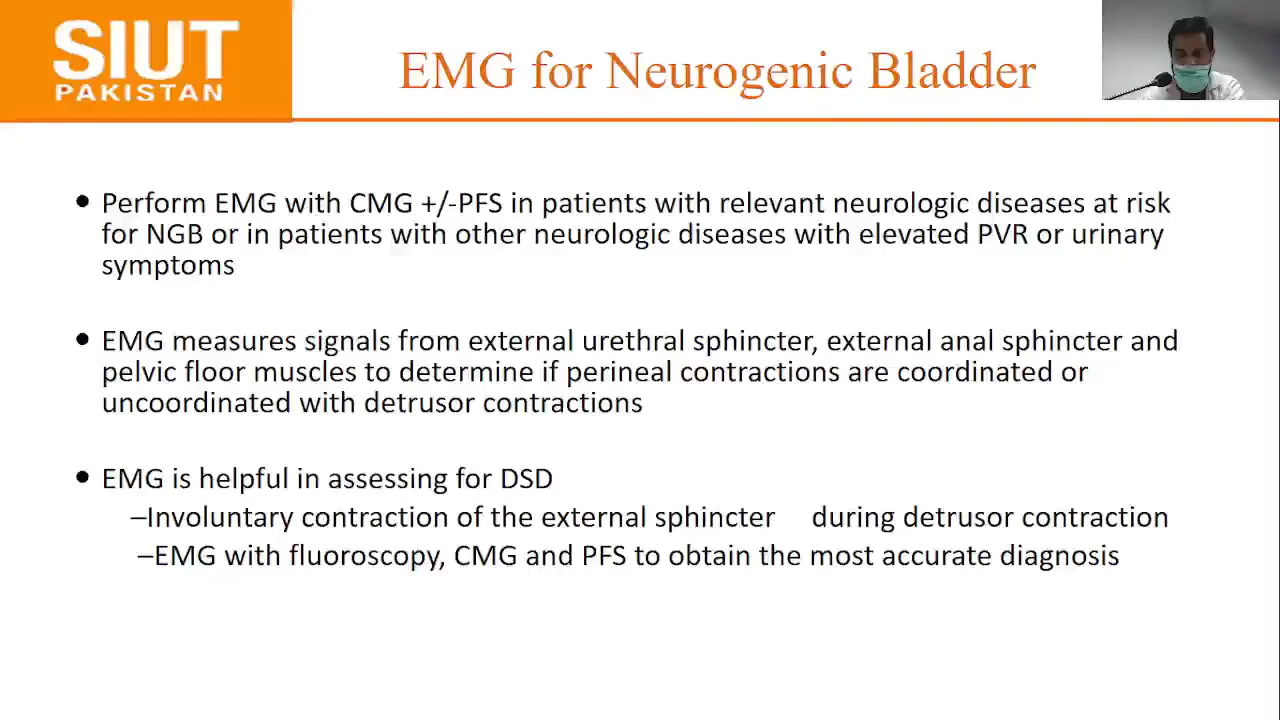 SIUT
PAKISTAN
EMG for Neurogenic Bladder
• Perform EMG with CMG +/-PFS in patients with relevant neurologic diseases at risk
for NGB or in patients with other neurologic diseases with elevated PVR or urinary
symptoms
• EMG measures signals from external urethral sphincter, external anal sphincter and
pelvic floor muscles to determine if perineal contractions are coordinated or
uncoordinated with detrusor contractions
• EMG is helpful in assessing for DSD
–Involuntary contraction of the external sphincter during detrusor contraction
–EMG with fluoroscopy, CMG and PFS to obtain the most accurate diagnosis